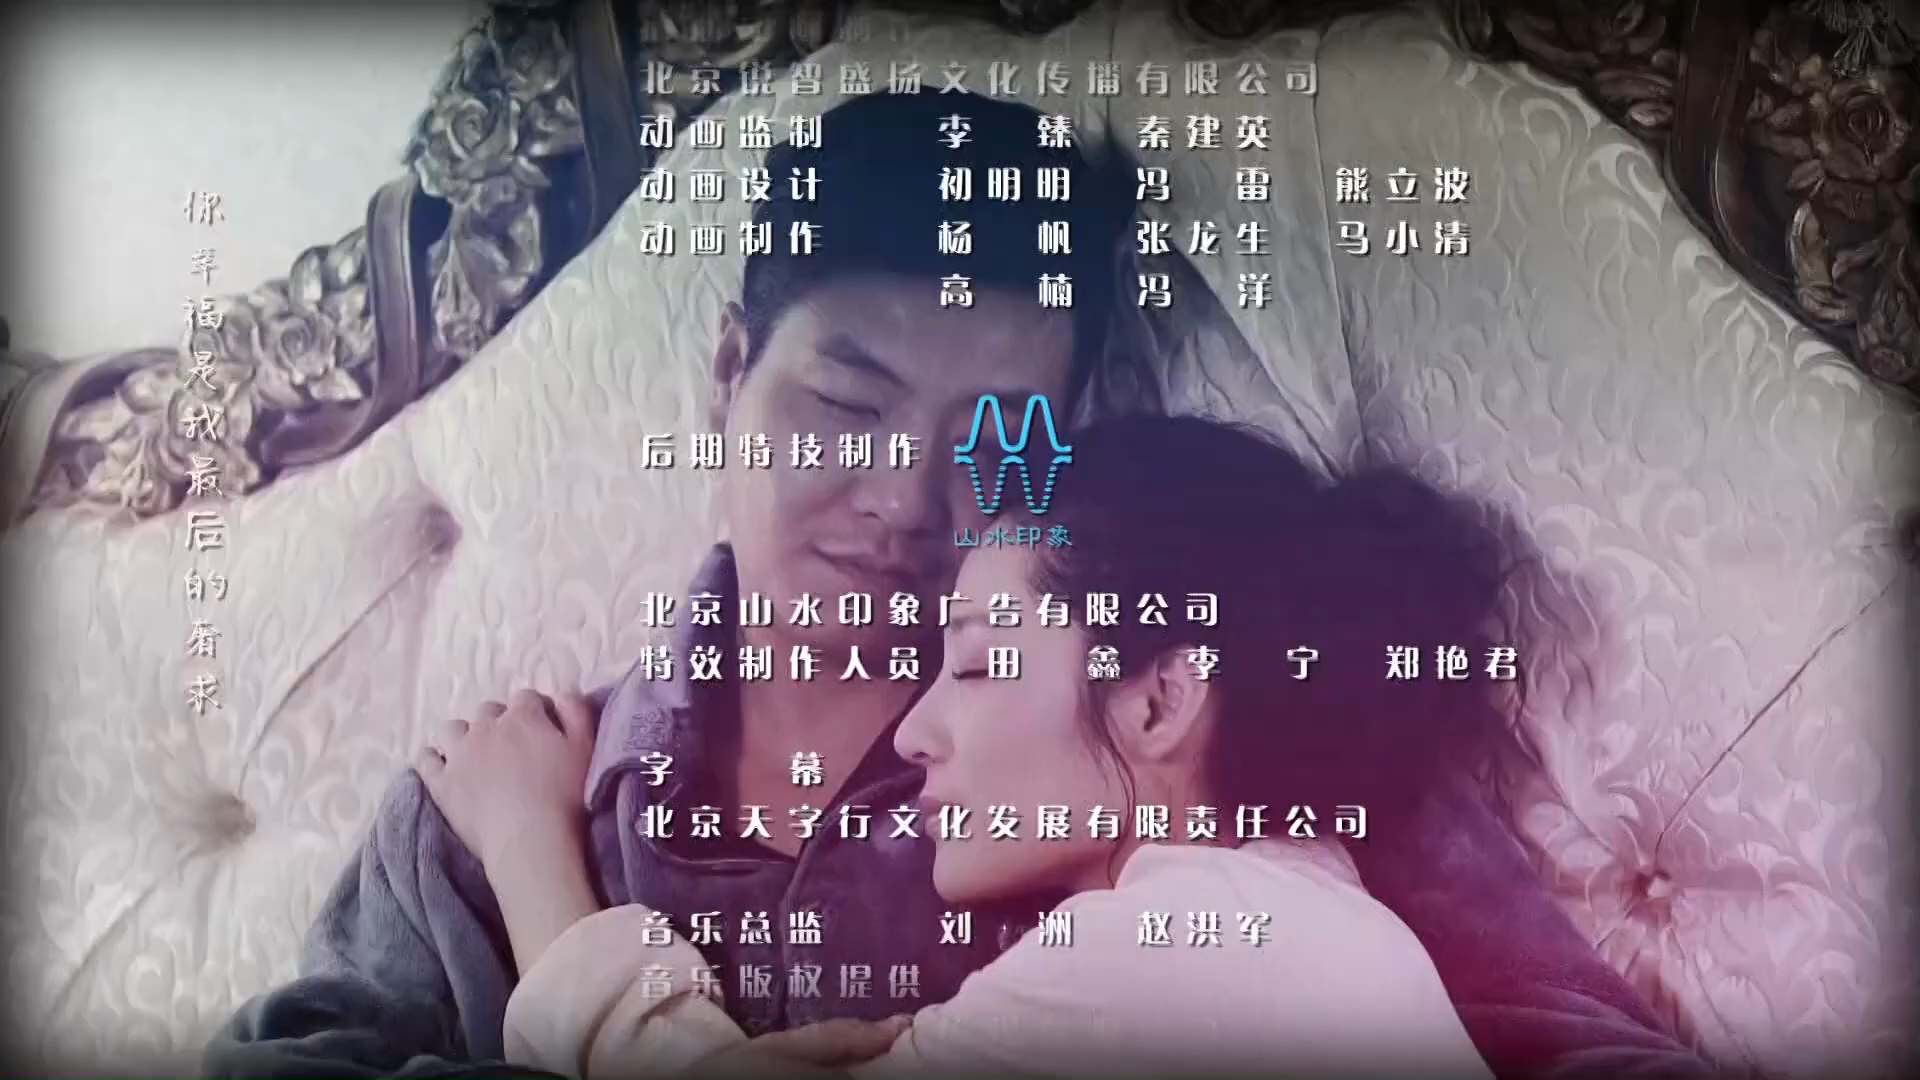 你幸福是我最后的奢求
北京锐智盛扬文化传播有限公司
动画监制 李臻 秦建英
动画设计 初明明 冯雷 熊立波
动画制作 杨帆 张龙生 马小清
高楠 冯洋
后期特技制作
山水印象
北京山水印象广告有限公司
特效制作人员 田鑫 李宁 郑艳君
字幕
北京天字行文化发展有限责任公司
音乐总监 刘洲 赵洪军
音乐版权提供